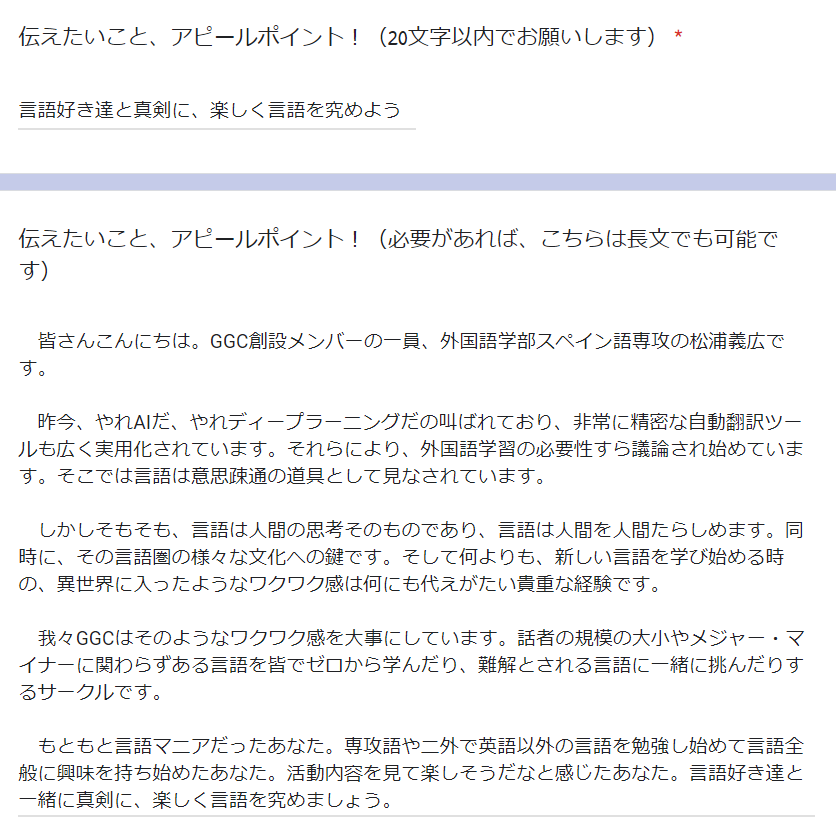 伝えたいこと、アピールポイント！（20文字以内でお願いします） *
言語好き達と真剣に、楽しく言語を究めよう
伝えたいこと、アピールポイント！（必要があれば、こちらは長文でも可能で
す）
　皆さんこんにちは。GGC創設メンバーの一員、外国語学部スペイン語専攻の松浦義広で
す。
　昨今、やれAIだ、やれディープラーニングだの叫ばれており、非常に精密な自動翻訳ツー
ルも広く実用化されています。それらにより、外国語学習の必要性すら議論され始めていま
す。そこでは言語は意思疎通の道具として見なされています。
　しかしそもそも、言語は人間の思考そのものであり、言語は人間を人間たらしめます。同
時に、その言語圏の様々な文化への鍵です。そして何よりも、新しい言語を学び始める時
の、異世界に入ったようなワクワク感は何にも代えがたい貴重な経験です。
　我々GGCはそのようなワクワク感を大事にしています。話者の規模の大小やメジャー・マ
イナーに関わらずある言語を皆でゼロから学んだり、難解とされる言語に一緒に挑んだりす
るサークルです。
　もともと言語マニアだったあなた。専攻語や二外で英語以外の言語を勉強し始めて言語全
般に興味を持ち始めたあなた。活動内容を見て楽しそうだなと感じたあなた。言語好き達と
一緒に真剣に、楽しく言語を究めましょう。